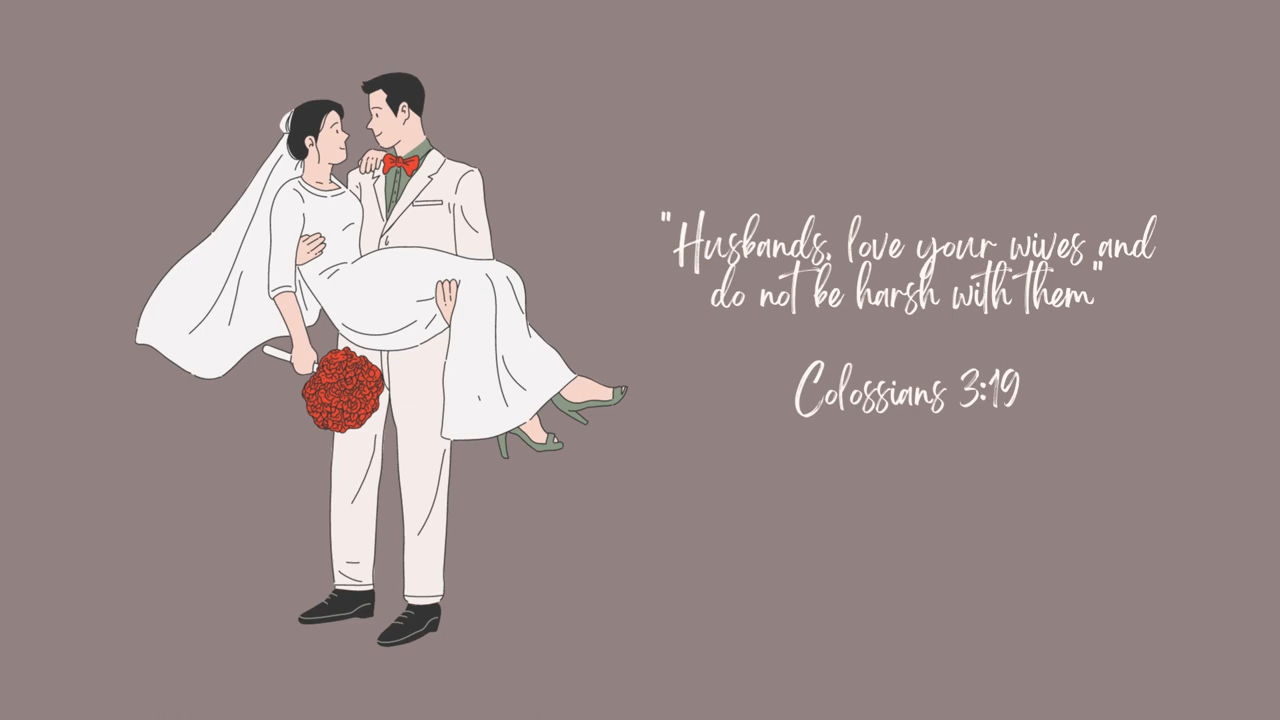 "Husbands, love your wives and
do not be harsh with them"
Colossians 3:19